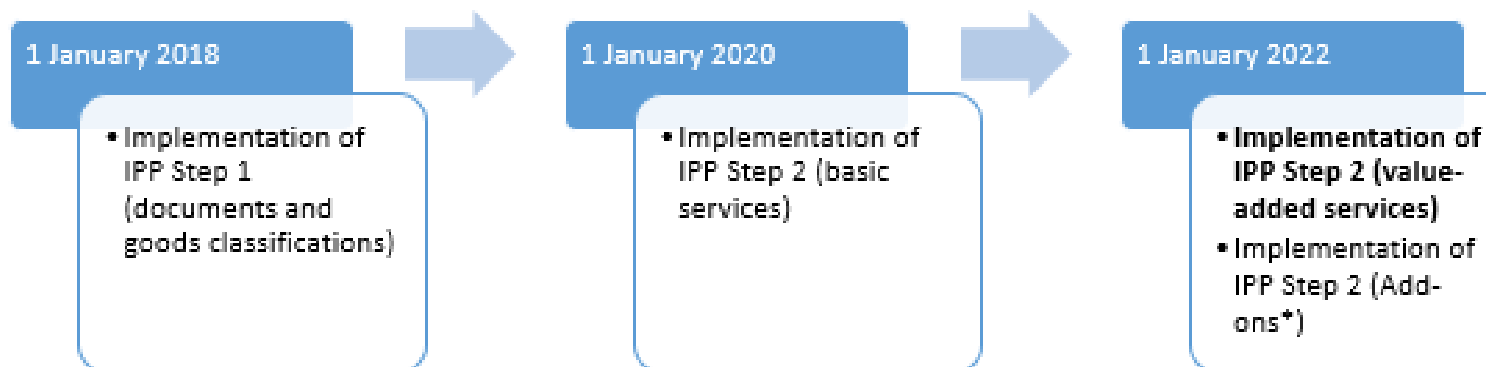 1 January 2018
• Implementation of
IPP Step 1
(documents and
goods classifications)
1 January 2020
• Implementation of
IPP Step 2 (basic
services)
1 January 2022
• Implementation of
IPP Step 2 (value-
added services)
• Implementation of
IPP Step 2 (Add-
ons*)